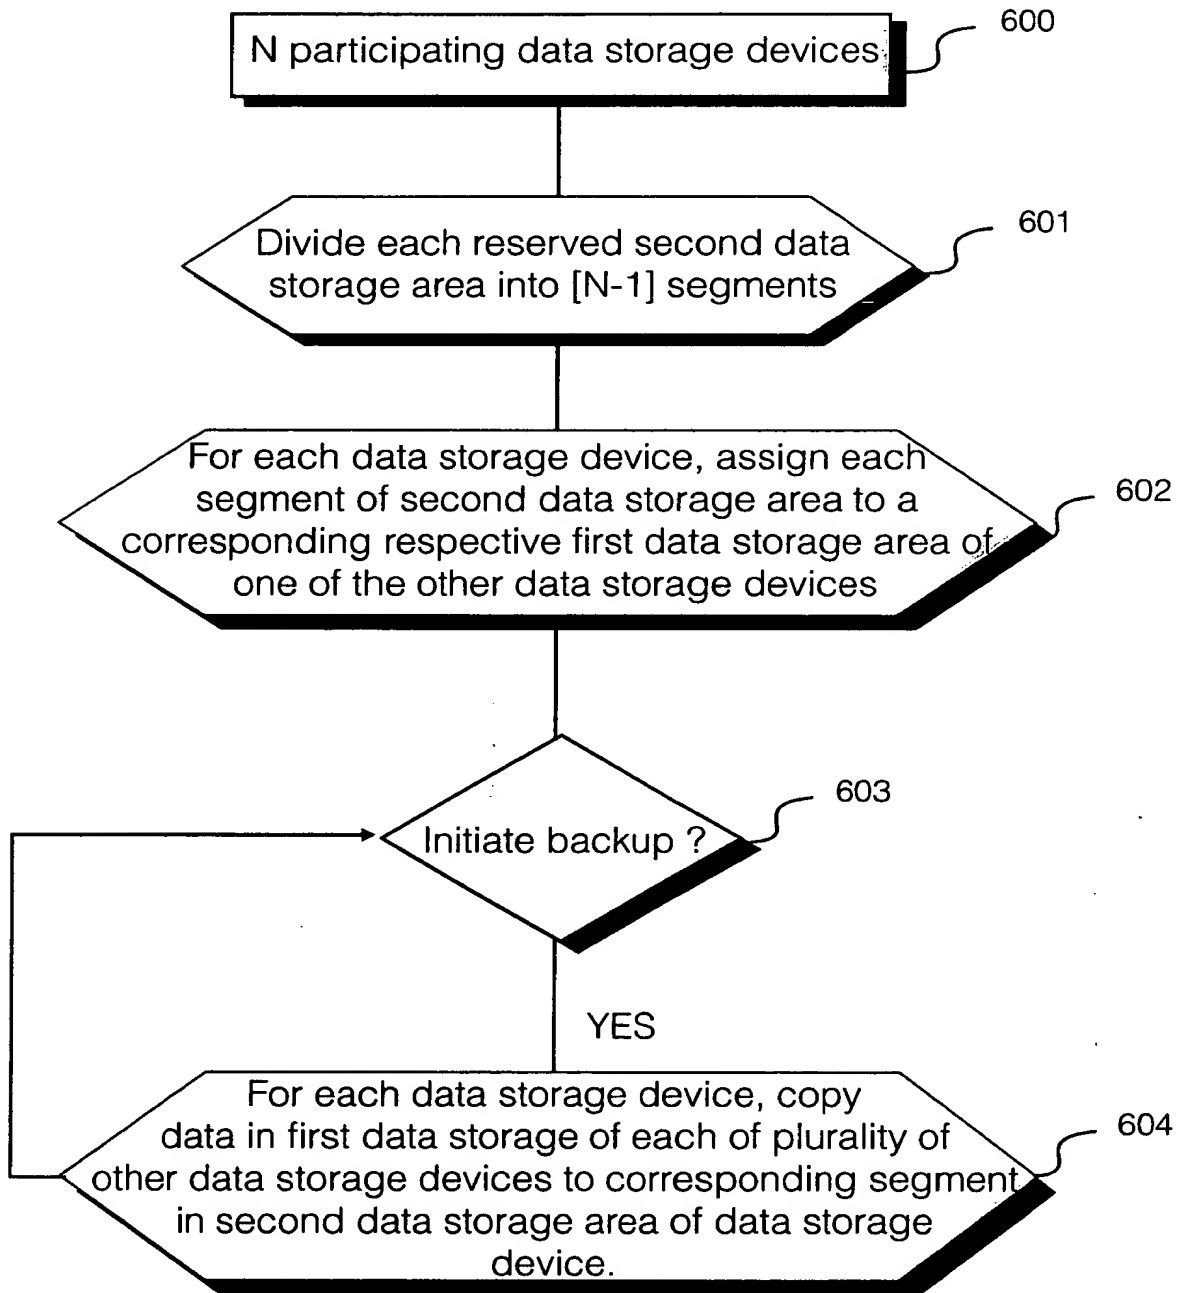 N participating data storage devices
600
Divide each reserved second data
storage area into [N-1] segments
601
For each data storage device, assign each
segment of second data storage area to a
corresponding respective first data storage area of
one of the other data storage devices
602
Initiate backup ?
603
YES
For each data storage device, copy
data in first data storage of each of plurality of
other data storage devices to corresponding segment
in second data storage area of data storage
device.
604